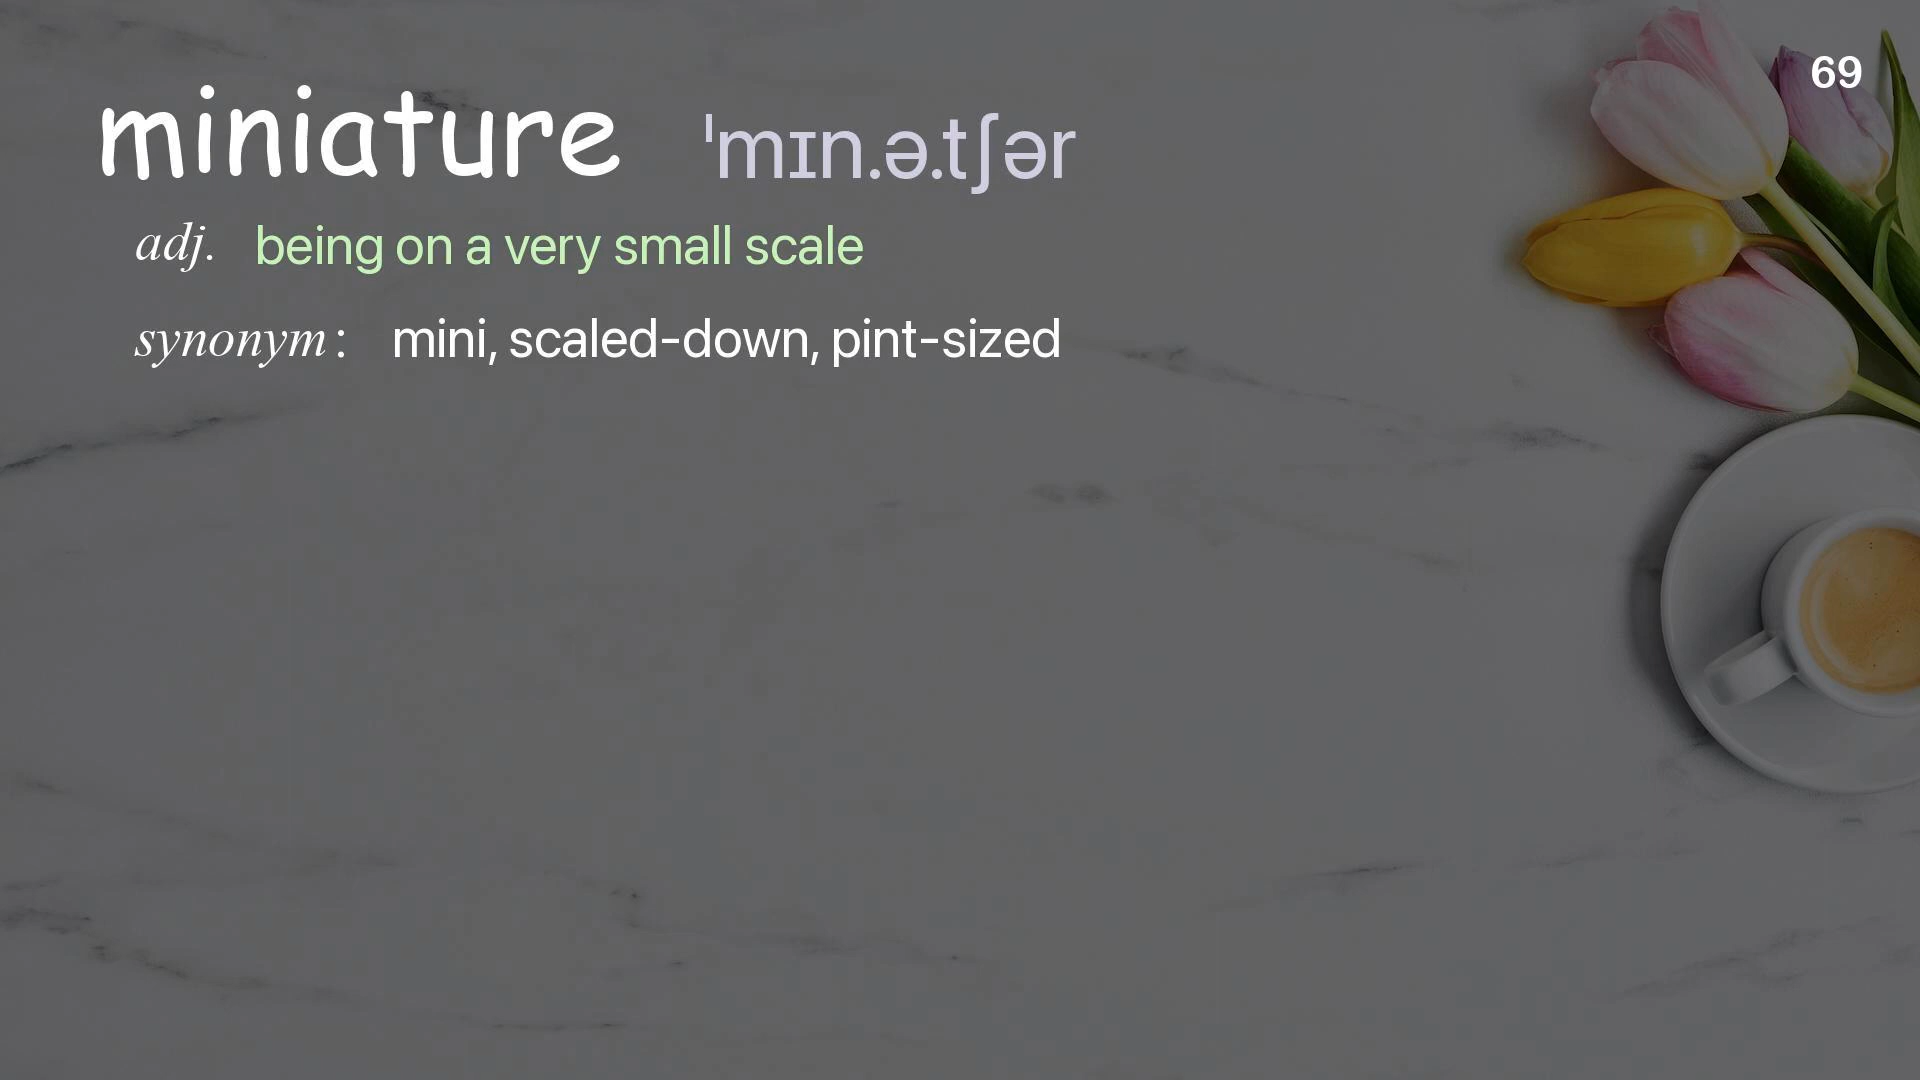 69
miniature ˈmɪn.ə.tʃər
adj. being on a very small scale
synonym: mini, scaled-down, pint-sized